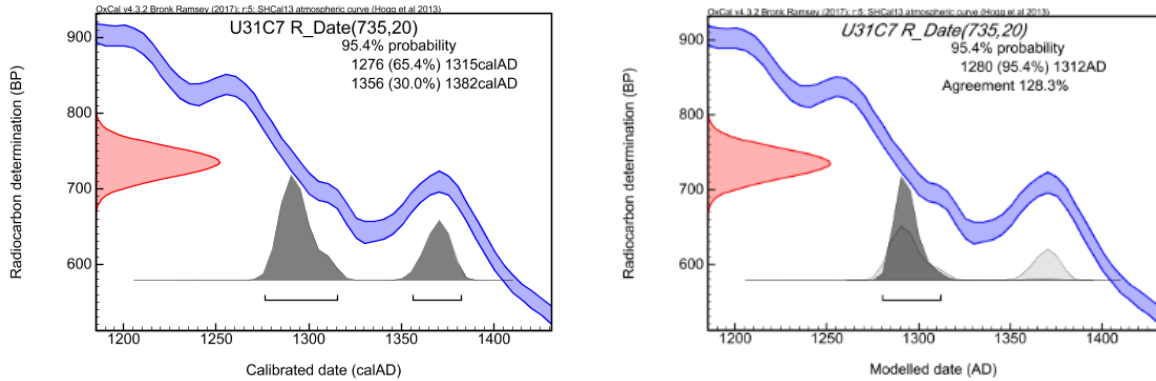 OxCal v4.3.2 Bronk Ramsey (2017); r:5; SHCal13 atmospheric curve (Hogg et al 2013)
U31C7 R_Date(735,20)
95.4% probability
1276 (65.4%) 1315calAD
1356 (30.0%) 1382calAD
Radiocarbon determination (BP)
900
800
700
600
1200 1250 1300 1350 1400
Calibrated date (calAD)
OxCal v4.3.2 Bronk Ramsey (2017); r:5; SHCal13 atmospheric curve (Hogg et al 2013)
U31C7 R_Date(735,20)
95.4% probability
1280 (95.4%) 1312AD
Agreement 128.3%
Radiocarbon determination (BP)
900
800
700
600
1200 1250 1300 1350 1400
Modelled date (AD)